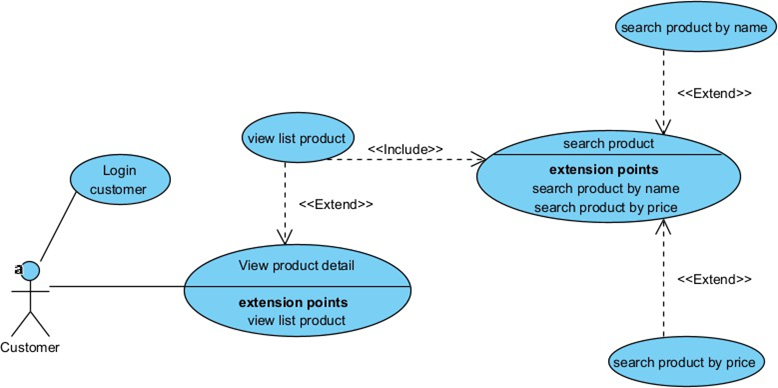 search product by name
<<Extend>>
view list product
<<Include>>
search product
extension points
search product by name
search product by price
Login
customer
<<Extend>>
View product detail
extension points
view list product
a
Customer
<<Extend>>
search product by price